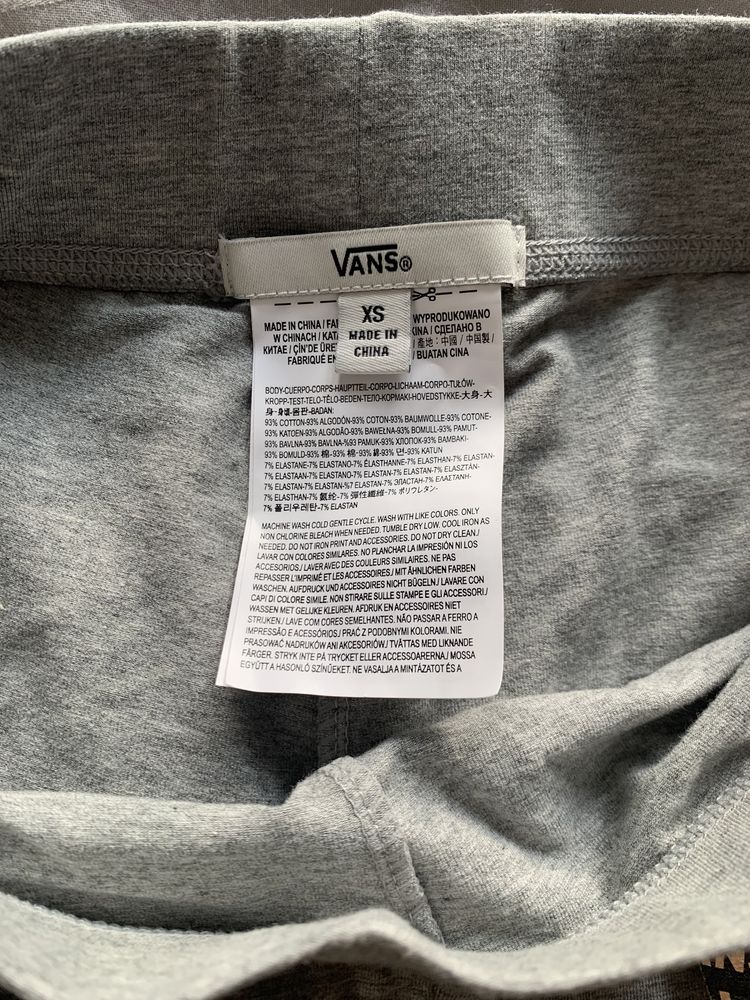 VANS®
XS
MADE IN
CHINA
MADE IN CHINA / WYPRODUKOWANO
W CHINACH / СДЕЛАНО В
КИТАЕ / 產地:中國 / 中国製 /
FABRIQUÉ EN / BUATAN CINA
BODY-CUERPO-CORPS-HAUPTTEIL-CORPO-LICHAAM-CORPO-TUŁÓW-
KROPP-TEST-TELO-TĚLO-BEDEN-ТЕЛО-ΚΟΡΜΑΚΙ-HOVEDSTYKKE-大身-大
身-身頃-몸판-BADAN:
93% COTTON-93% ALGODÓN-93% COTON-93% BAUMWOLLE-93% COTONE-
93% KATOEN-93% ALGODÃO-93% BAWEŁNA-93% BOMULL-93% PAMUT-
93% BAVLNA-93% BAVLNA-%93 PAMUK-93% ХЛОПОК-93% ΒΑΜΒΑΚΙ-
93% BOMULD-93% 棉-93% 棉-93% 綿-93% 면-93% KATUN
7% ELASTANE-7% ELASTANO-7% ÉLASTHANNE-7% ELASTHAN-7% ELASTAN-
7% ELASTAAN-7% ELASTANO-7% ELASTAN-7% ELASTAN-7% ELASZTÁN-
7% ELASTAN-7% ELASTAN-%7 ELASTAN-7% ЭЛАСТАН-7% ΕΛΑΣΤΑΝΗ-
7% ELASTHAN-7% 氨纶-7% 彈性纖維-7% ポリウレタン-
7% 폴리우레탄-7% ELASTAN
MACHINE WASH COLD GENTLE CYCLE. WASH WITH LIKE COLORS. ONLY
NON CHLORINE BLEACH WHEN NEEDED. TUMBLE DRY LOW. COOL IRON AS
NEEDED. DO NOT IRON PRINT AND ACCESSORIES. DO NOT DRY CLEAN./
LAVAR CON COLORES SIMILARES. NO PLANCHAR LA IMPRESIÓN NI LOS
ACCESORIOS./ LAVER AVEC DES COULEURS SIMILAIRES. NE PAS
REPASSER L'IMPRIMÉ ET LES ACCESSOIRES./ MIT ÄHNLICHEN FARBEN
WASCHEN. AUFDRUCK UND ACCESSOIRES NICHT BÜGELN./ LAVARE CON
CAPI DI COLORE SIMILE. NON STIRARE SULLE STAMPE E GLI ACCESSORI./
WASSEN MET GELIJKE KLEUREN. AFDRUK EN ACCESSOIRES NIET
STRIJKEN./ LAVE COM CORES SEMELHANTES. NÃO PASSAR A FERRO A
IMPRESSÃO E ACESSÓRIOS./ PRAĆ Z PODOBNYMI KOLORAMI. NIE
PRASOWAĆ NADRUKÓW ANI AKCESORIÓW./ TVÄTTAS MED LIKNANDE
FÄRGER. STRYK INTE PÅ TRYCKET ELLER ACCESSOARERNA./ MOSSA
EGYÜTT A HASONLÓ SZÍNŰEKET. NE VASALJA A MINTÁZATOT ÉS A